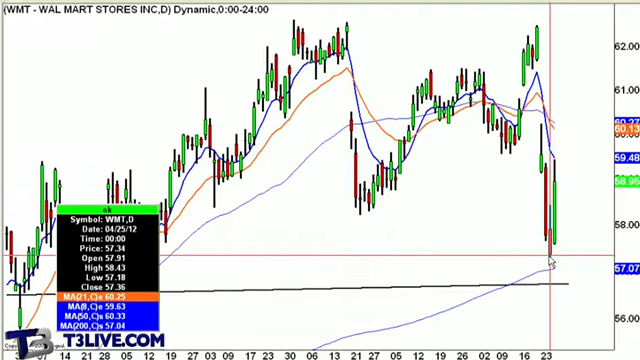 (WMT - WAL MART STORES INC,D) Dynamic,0:00-24:00
62.00
61.00
60.27
60.13
59.48
58.00
57.07
56.00
ok
Symbol: WMT,D
Date: 04/25/12
Time: 00:00
Price: 57.34
Open 57.91
High 58.43
Low 57.18
Close 57.36
MA(21,C)e 60.25
MA(8,C)e 59.63
MA(50,C)s 60.33
MA(200,C)s 57.04
T3LIVE.COM
14 21 28 05 12 19 27 03 09 17 23 30 06 13 21 27 05 12 19 26 02 09 16 23